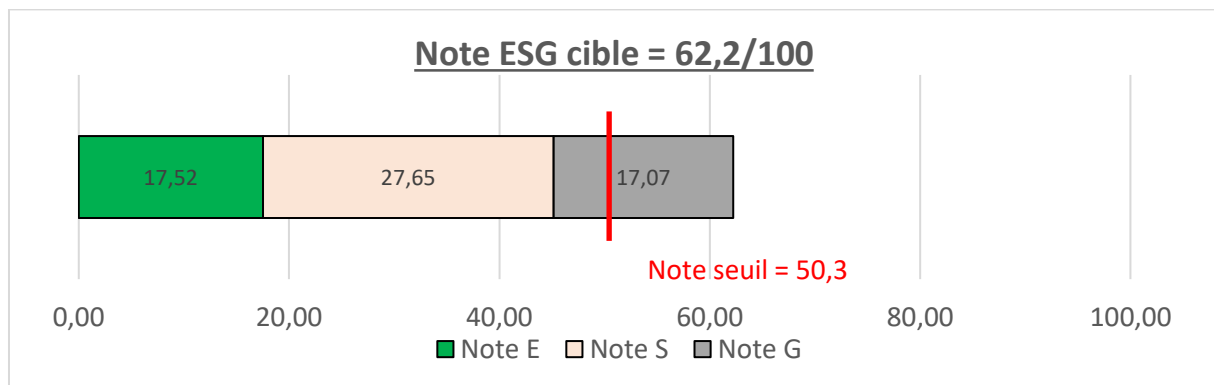 Note ESG cible = 62,2/100
17,52 27,65 17,07
Note seuil = 50,3
0,00 20,00 40,00 60,00 80,00 100,00
Note E Note S Note G